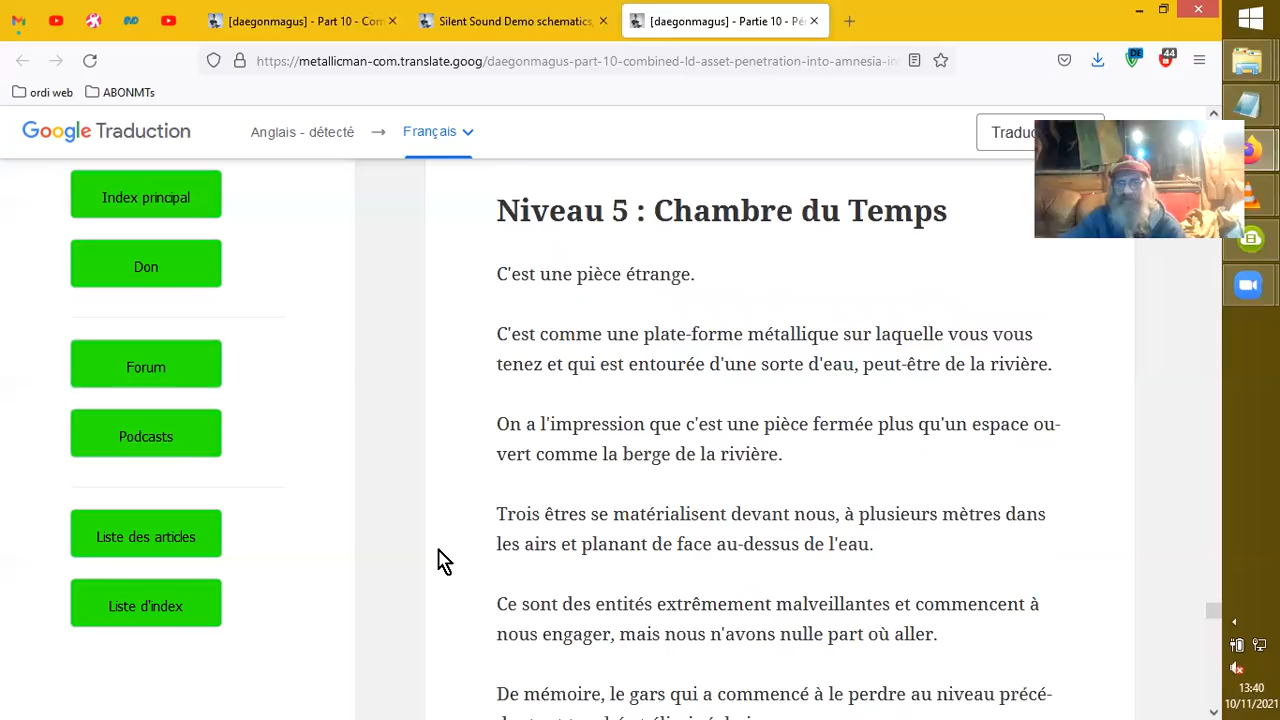 [daegonmagus] - Part 10 - Con
Silent Sound Demo schematics,
[daegonmagus] - Partie 10 - Pé
https://metallicman-com.translate.goog/daegonmagus-part-10-combined-ld-asset-penetration-into-amnesia-in
DE
44
ordi web
ABONMTs
Google Traduction
Anglais - détecté
Français
Traduc
Index principal
Don
Forum
Podcasts
Liste des articles
Liste d'index
Niveau 5 : Chambre du Temps
C'est une pièce étrange.
C'est comme une plate-forme métallique sur laquelle vous vous
tenez et qui est entourée d'une sorte d'eau, peut-être de la rivière.
On a l'impression que c'est une pièce fermée plus qu'un espace ou-
vert comme la berge de la rivière.
Trois êtres se matérialisent devant nous, à plusieurs mètres dans
les airs et planant de face au-dessus de l'eau.
Ce sont des entités extrêmement malveillantes et commencent à
nous engager, mais nous n'avons nulle part où aller.
De mémoire, le gars qui a commencé à le perdre au niveau précé-
13:40
10/11/2021